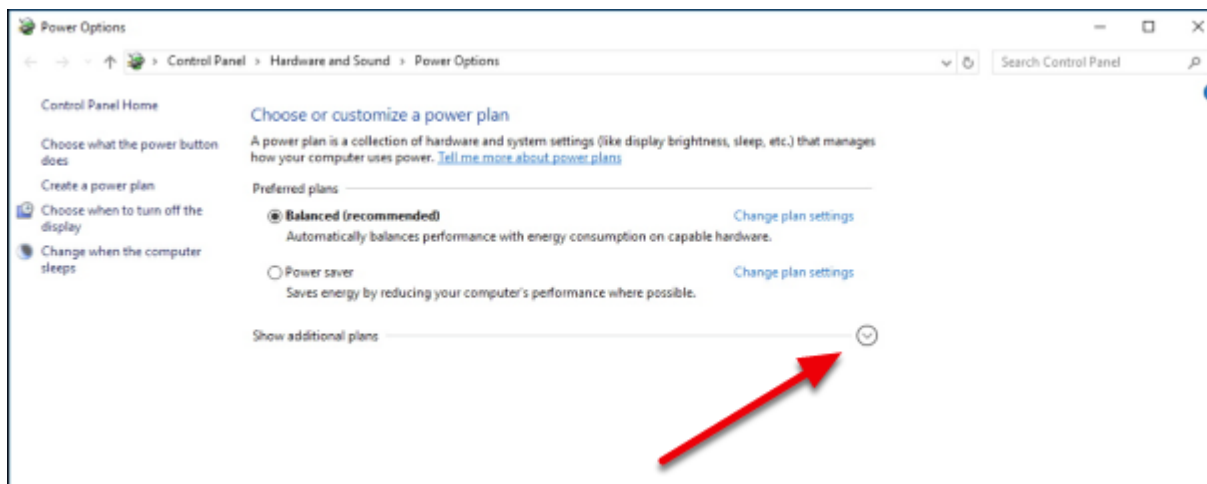 Power Options
Control Panel > Hardware and Sound > Power Options
Search Control Panel
Control Panel Home
Choose what the power button
does
Create a power plan
Choose when to turn off the
display
Change when the computer
sleeps
Choose or customize a power plan
A power plan is a collection of hardware and system settings (like display brightness, sleep, etc.) that manages
how your computer uses power. Tell me more about power plans
Preferred plans
Balanced (recommended)
Change plan settings
Automatically balances performance with energy consumption on capable hardware.
Power saver
Change plan settings
Saves energy by reducing your computer's performance where possible.
Show additional plans